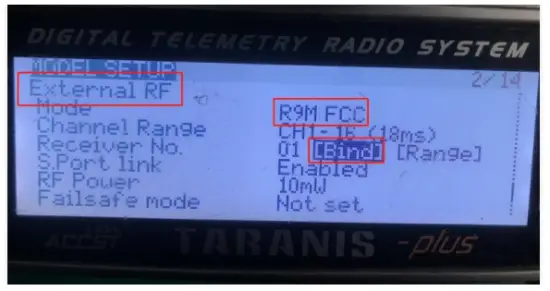 DIGITAL TELEMETRY RADIO SYSTEM
MODEL SETUP 2/14
External RF
Mode R9M FCC
Channel Range CH1-16 (18ms)
Receiver No. 01 [Bind] [Range]
S.Port link Enabled
RF Power 10mW
Failsafe mode Not set
ACCST TARANIS -plus